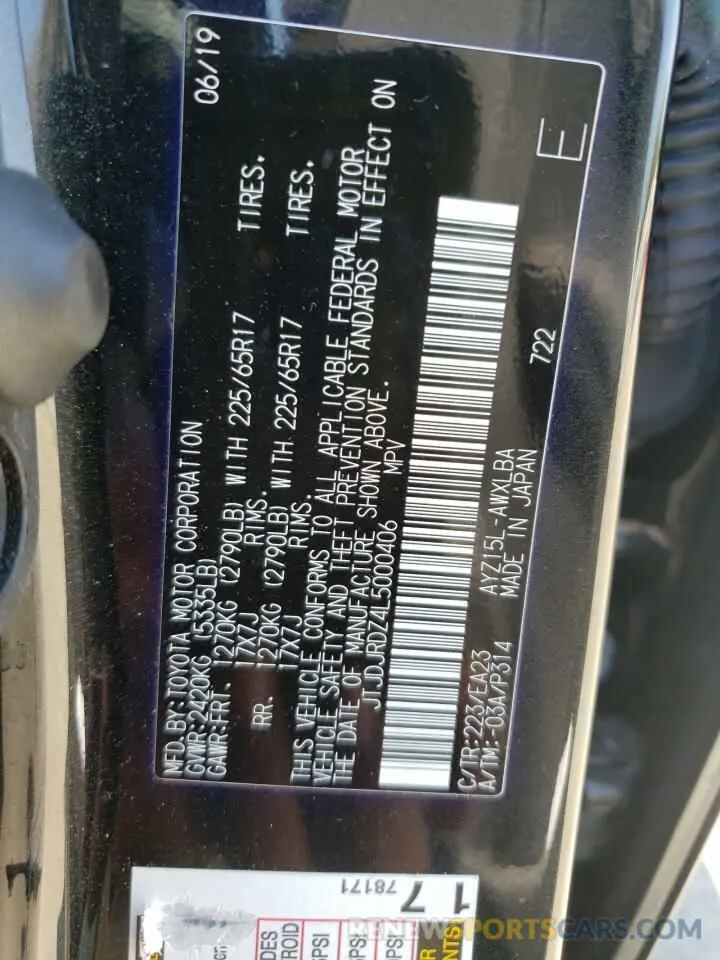 MFD. BY: TOYOTA MOTOR CORPORATION 06/19
GVWR: 2420KG (5335LB)
GAWR: FRT. 1270KG (2790LB) WITH 225/65R17 TIRES.
17X7J RIMS.
RR. 1270KG (2790LB) WITH 225/65R17 TIRES.
17X7J RIMS.
THIS VEHICLE CONFORMS TO ALL APPLICABLE FEDERAL MOTOR
VEHICLE SAFETY AND THEFT PREVENTION STANDARDS IN EFFECT ON
THE DATE OF MANUFACTURE SHOWN ABOVE.
JTJDJRDZ4L5000406 MPV
C/TR: 223/EA23 AYZ15L-AWXLBA 722 E
A/TM: -03A/P314 MADE IN JAPAN
78171
17
PSI
PSI
PSI
RENEWSPORTSCARS.COM